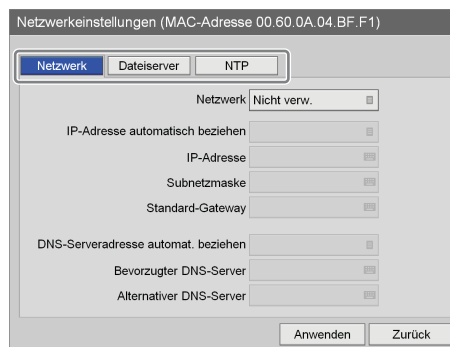 Netzwerkeinstellungen (MAC-Adresse 00.60.0A.04.BF.F1)
Netzwerk Dateiserver NTP
Netzwerk Nicht verw.
IP-Adresse automatisch beziehen
IP-Adresse
Subnetzmaske
Standard-Gateway
DNS-Serveradresse automat. beziehen
Bevorzugter DNS-Server
Alternativer DNS-Server
Anwenden Zurück